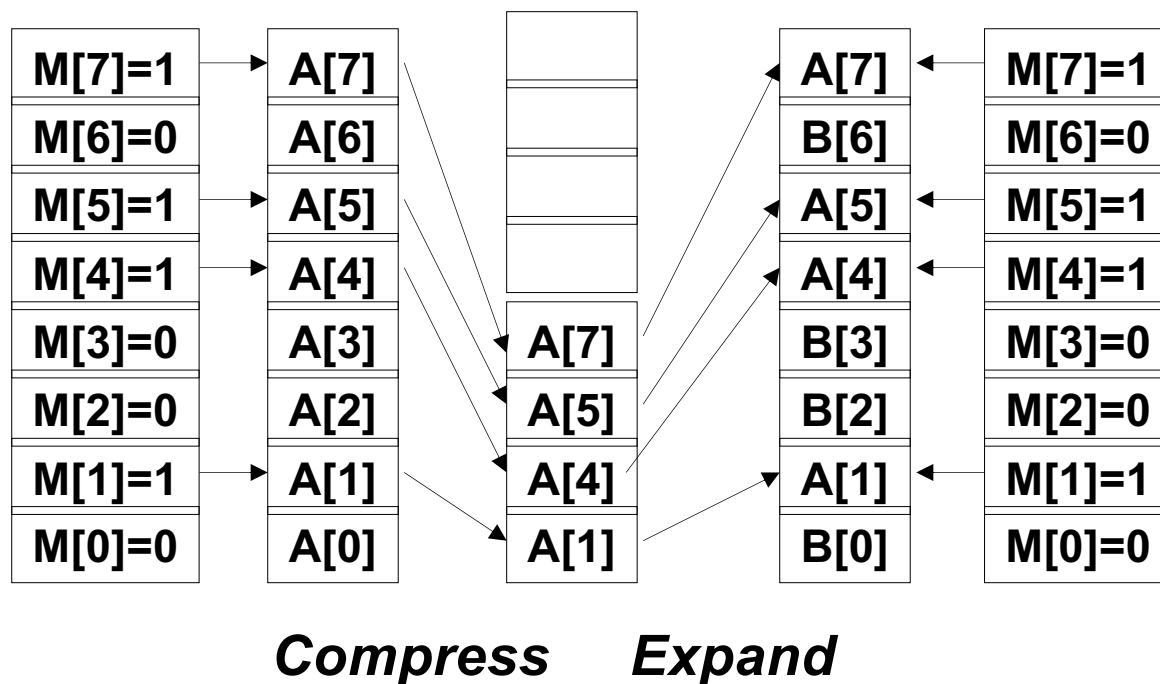 M[7]=1 A[7] A[7] M[7]=1
M[6]=0 A[6] B[6] M[6]=0
M[5]=1 A[5] A[5] M[5]=1
M[4]=1 A[4] A[4] M[4]=1
M[3]=0 A[3] A[7] B[3] M[3]=0
M[2]=0 A[2] A[5] B[2] M[2]=0
M[1]=1 A[1] A[4] A[1] M[1]=1
M[0]=0 A[0] A[1] B[0] M[0]=0
Compress Expand